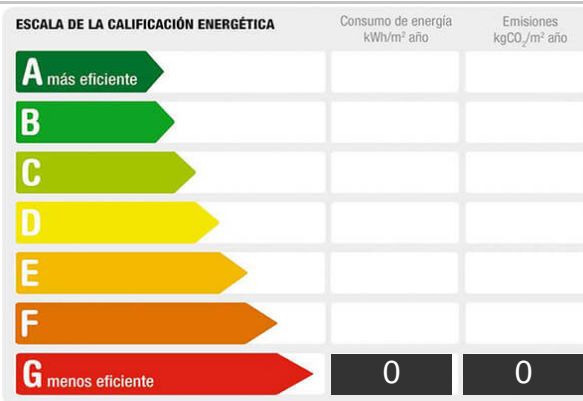 ESCALA DE LA CALIFICACIÓN ENERGÉTICA
Consumo de energía
kWh/m² año
Emisiones
kgCO₂/m² año
A más eficiente
B
C
D
E
F
G menos eficiente
0
0